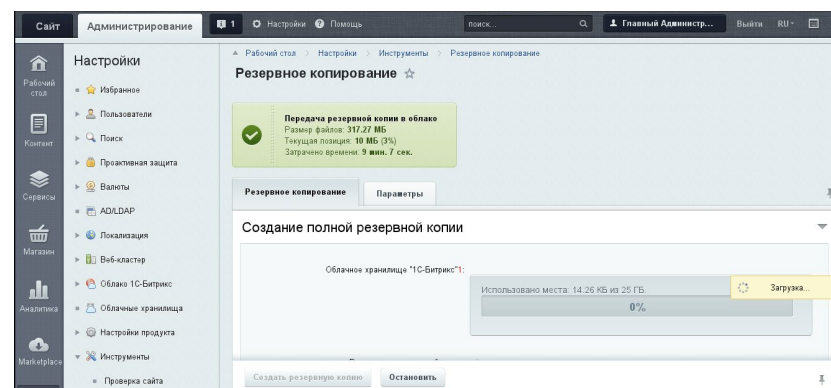 Сайт
Администрирование
1
Настройки
Помощь
поиск...
Главный Админист...
Выйти
RU
Рабочий стол
Контент
Сервисы
Магазин
Аналитика
Marketplace
Настройки
Избранное
Пользователи
Поиск
Проактивная защита
Валюты
AD/LDAP
Локализация
Веб-кластер
Облако 1С-Битрикс
Облачные хранилища
Настройки продукта
Инструменты
Проверка сайта
Рабочий стол > Настройки > Инструменты > Резервное копирование
Резервное копирование
Передача резервной копии в облако
Размер файлов: 317.27 МБ
Текущая позиция: 10 МБ (3%)
Затрачено времени: 9 мин. 7 сек.
Резервное копирование
Параметры
Создание полной резервной копии
Облачное хранилище "1С-Битрикс"1:
Использовано места: 14.26 КБ из 25 ГБ.
0%
Загрузка...
Создать резервную копию
Остановить